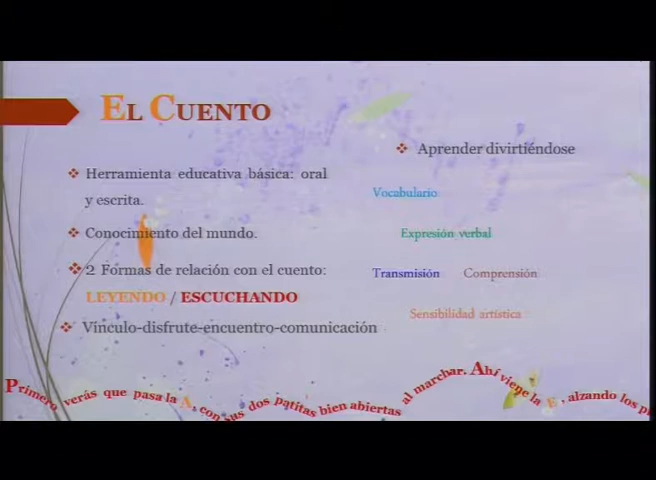 EL CUENTO
❖ Herramienta educativa básica: oral
y escrita.
❖ Conocimiento del mundo.
❖ 2 Formas de relación con el cuento:
LEYENDO / ESCUCHANDO
❖ Vínculo-disfrute-encuentro-comunicación
❖ Aprender divirtiéndose
Vocabulario
Expresión verbal
Transmisión Comprensión
Sensibilidad artística
Primero verás que pasa la A, con sus dos patitas bien abiertas al marchar. Ahí viene la E, alzando los